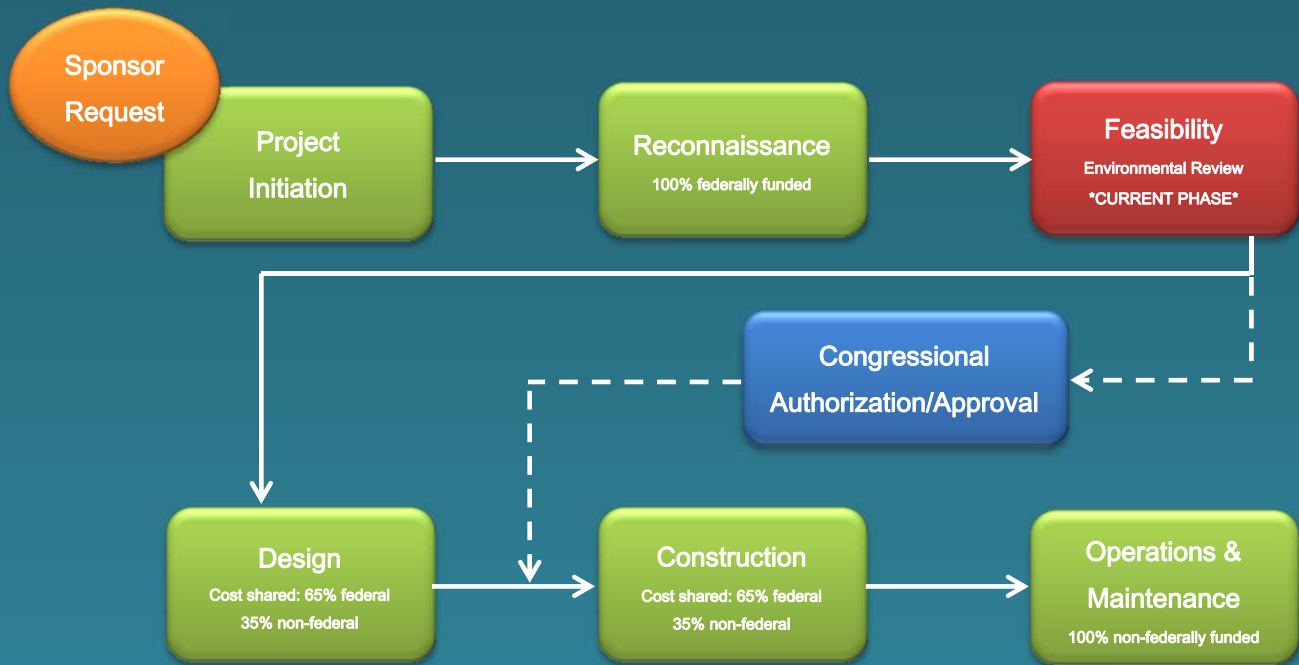 Sponsor
Request
Project
Initiation
Reconnaissance
100% federally funded
Feasibility
Environmental Review
*CURRENT PHASE*
Congressional
Authorization/Approval
Design
Cost shared: 65% federal
35% non-federal
Construction
Cost shared: 65% federal
35% non-federal
Operations &
Maintenance
100% non-federally funded